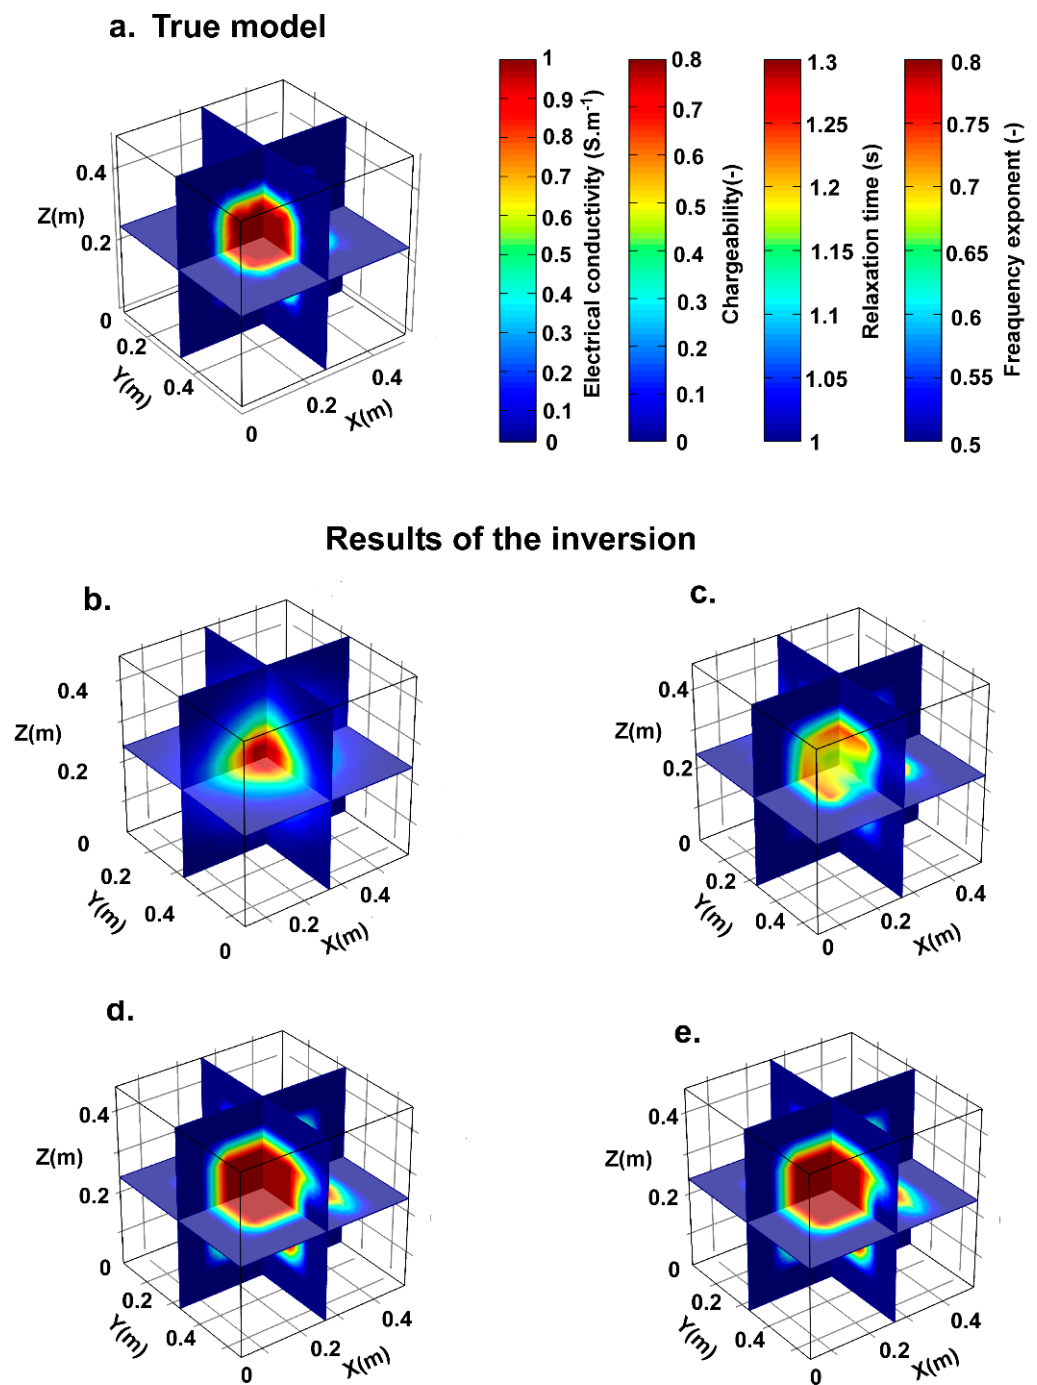 a. True model
0.4
Z(m)
0.2
0
0.2
Y(m)
0.4
0
0.2
X(m)
0.4
1
0.9
0.8
0.7
0.6
0.5
0.4
0.3
0.2
0.1
0
Electrical conductivity (S.m-1)
0.8
0.7
0.6
0.5
0.4
0.3
0.2
0
Chargeability(-)
1.3
1.25
1.2
1.15
1.1
1.05
1
Relaxation time (s)
0.8
0.75
0.7
0.65
0.6
0.55
0.5
Freaquency exponent (-)
Results of the inversion
b.
0.4
Z(m)
0.2
0
0.2
Y(m)
0.4
0
0.2
X(m)
0.4
c.
0.4
Z(m)
0.2
0
0.2
Y(m)
0.4
0
0.2
X(m)
0.4
d.
0.4
Z(m)
0.2
0
0.2
Y(m)
0.4
0
0.2
X(m)
0.4
e.
0.4
Z(m)
0.2
0
0.2
Y(m)
0.4
0
0.2
X(m)
0.4